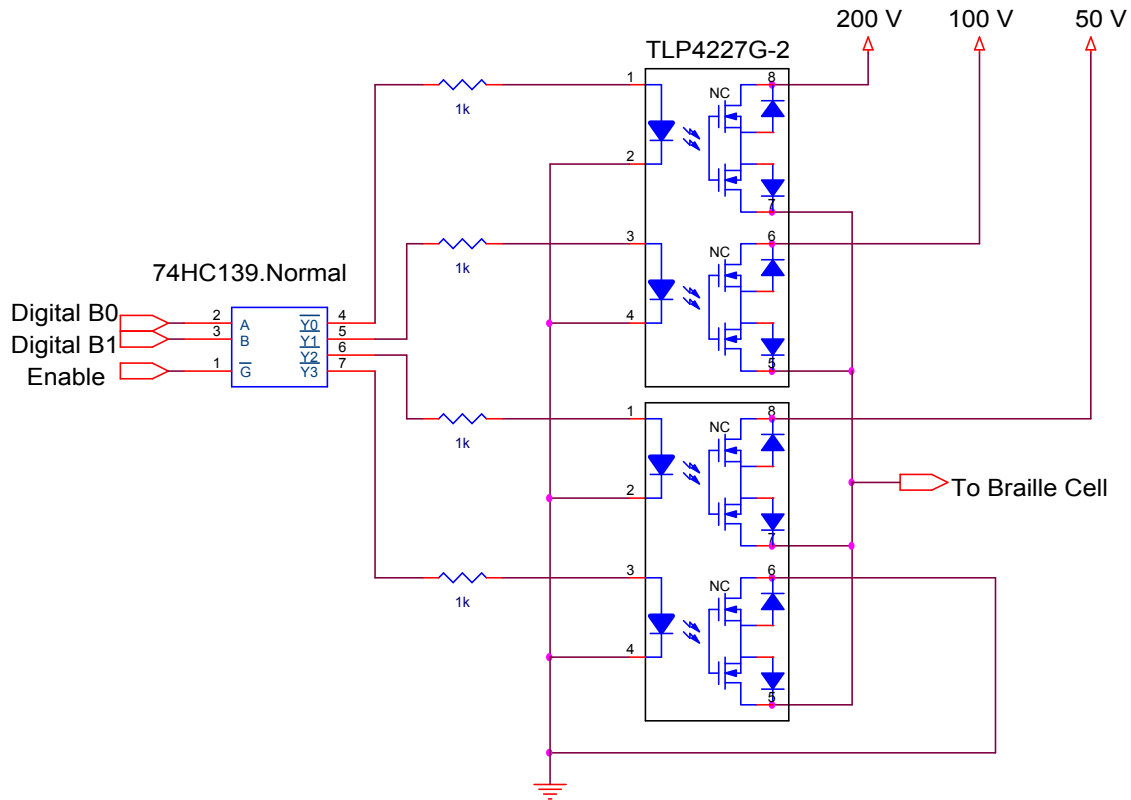 200 V
100 V
50 V
TLP4227G-2
1
1k
2
NC
8
7
3
1k
4
NC
6
5
74HC139.Normal
Digital B0
Digital B1
Enable
2
3
1
A
B
G
Y0
Y1
Y2
Y3
4
5
6
7
1
1k
2
NC
8
7
To Braille Cell
3
1k
4
NC
6
5